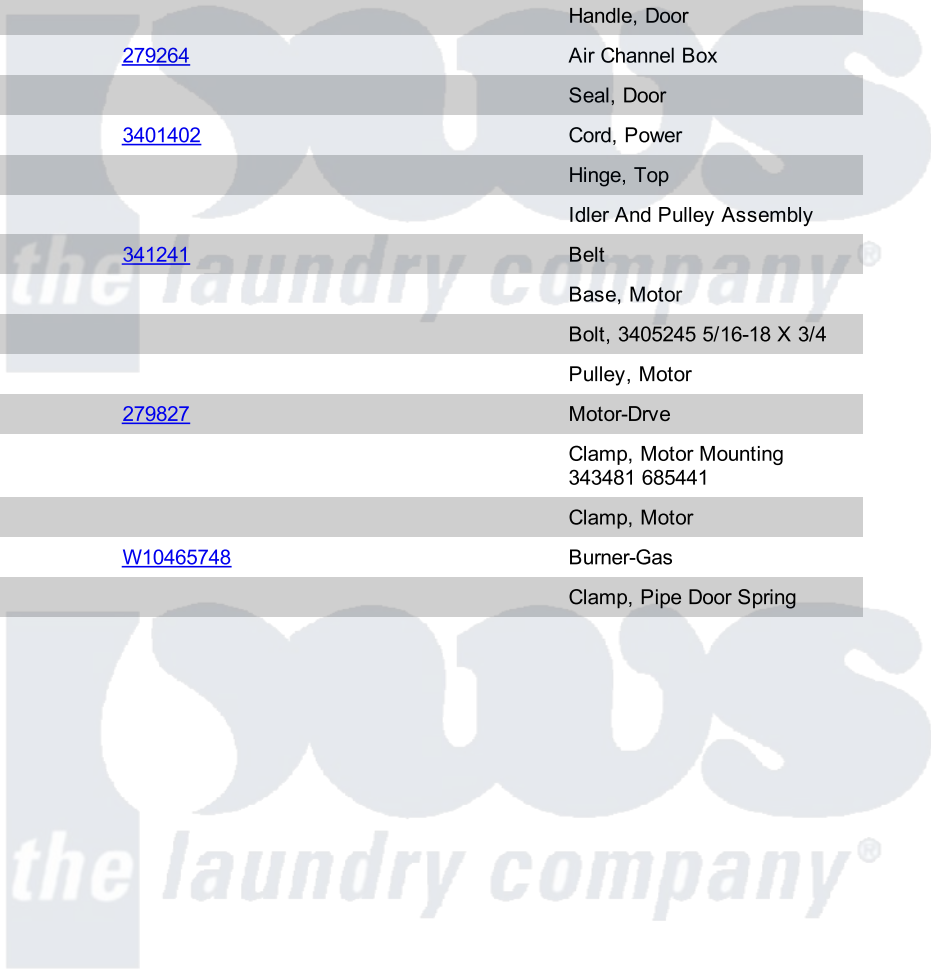 Handle, Door
279264 Air Channel Box
Seal, Door
3401402 Cord, Power
Hinge, Top
Idler And Pulley Assembly
341241 Belt
Base, Motor
Bolt, 3405245 5/16-18 X 3/4
Pulley, Motor
279827 Motor-Drve
Clamp, Motor Mounting
343481 685441
Clamp, Motor
W10465748 Burner-Gas
Clamp, Pipe Door Spring
pws
the laundry company®
pws
the laundry company®